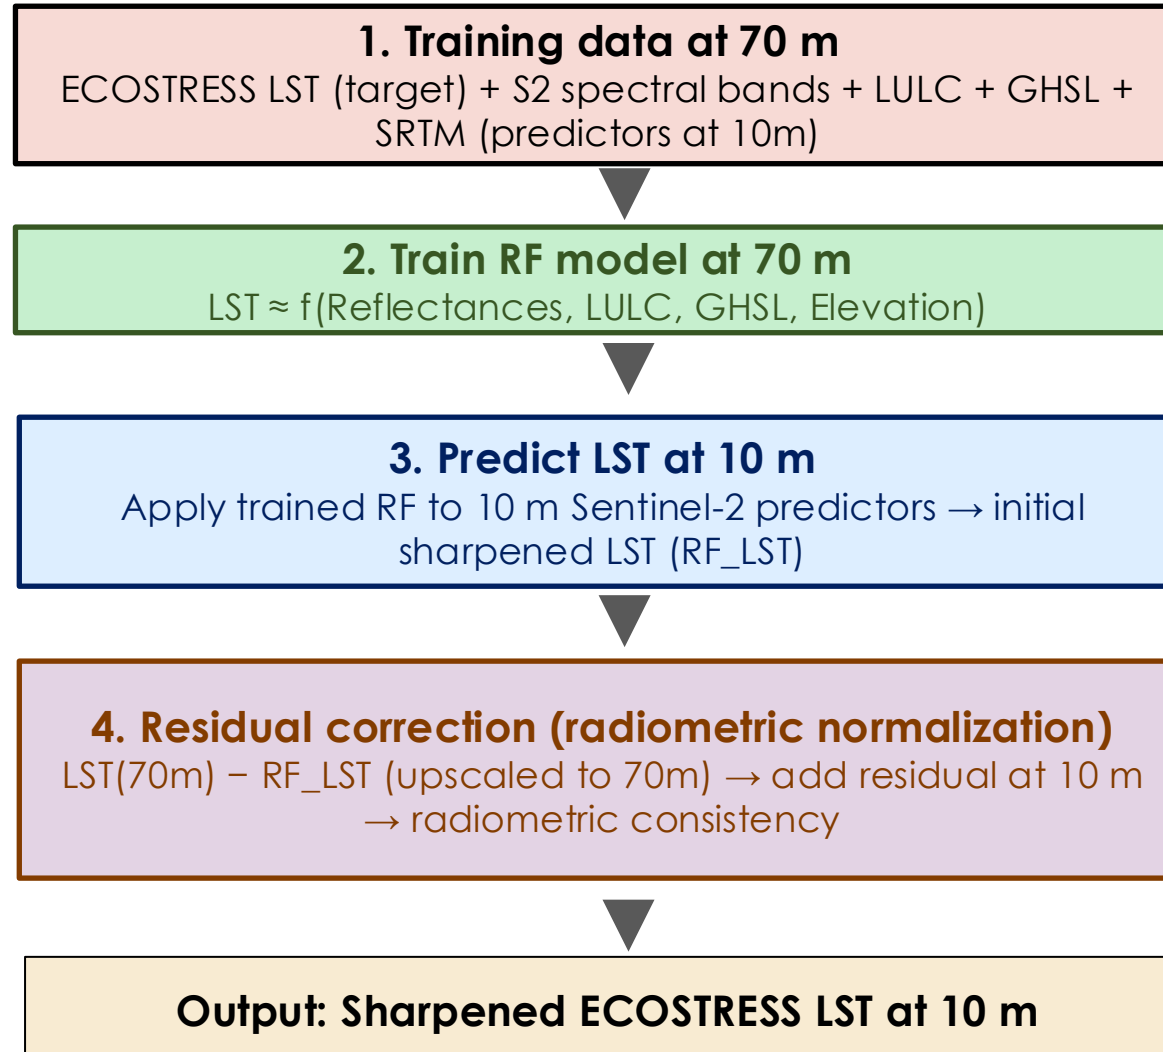 1. Training data at 70 m
ECOSTRESS LST (target) + S2 spectral bands + LULC + GHSL +
SRTM (predictors at 10m)
2. Train RF model at 70 m
LST ≈ f(Reflectances, LULC, GHSL, Elevation)
3. Predict LST at 10 m
Apply trained RF to 10 m Sentinel-2 predictors → initial
sharpened LST (RF_LST)
4. Residual correction (radiometric normalization)
LST(70m) − RF_LST (upscaled to 70m) → add residual at 10 m
→ radiometric consistency
Output: Sharpened ECOSTRESS LST at 10 m